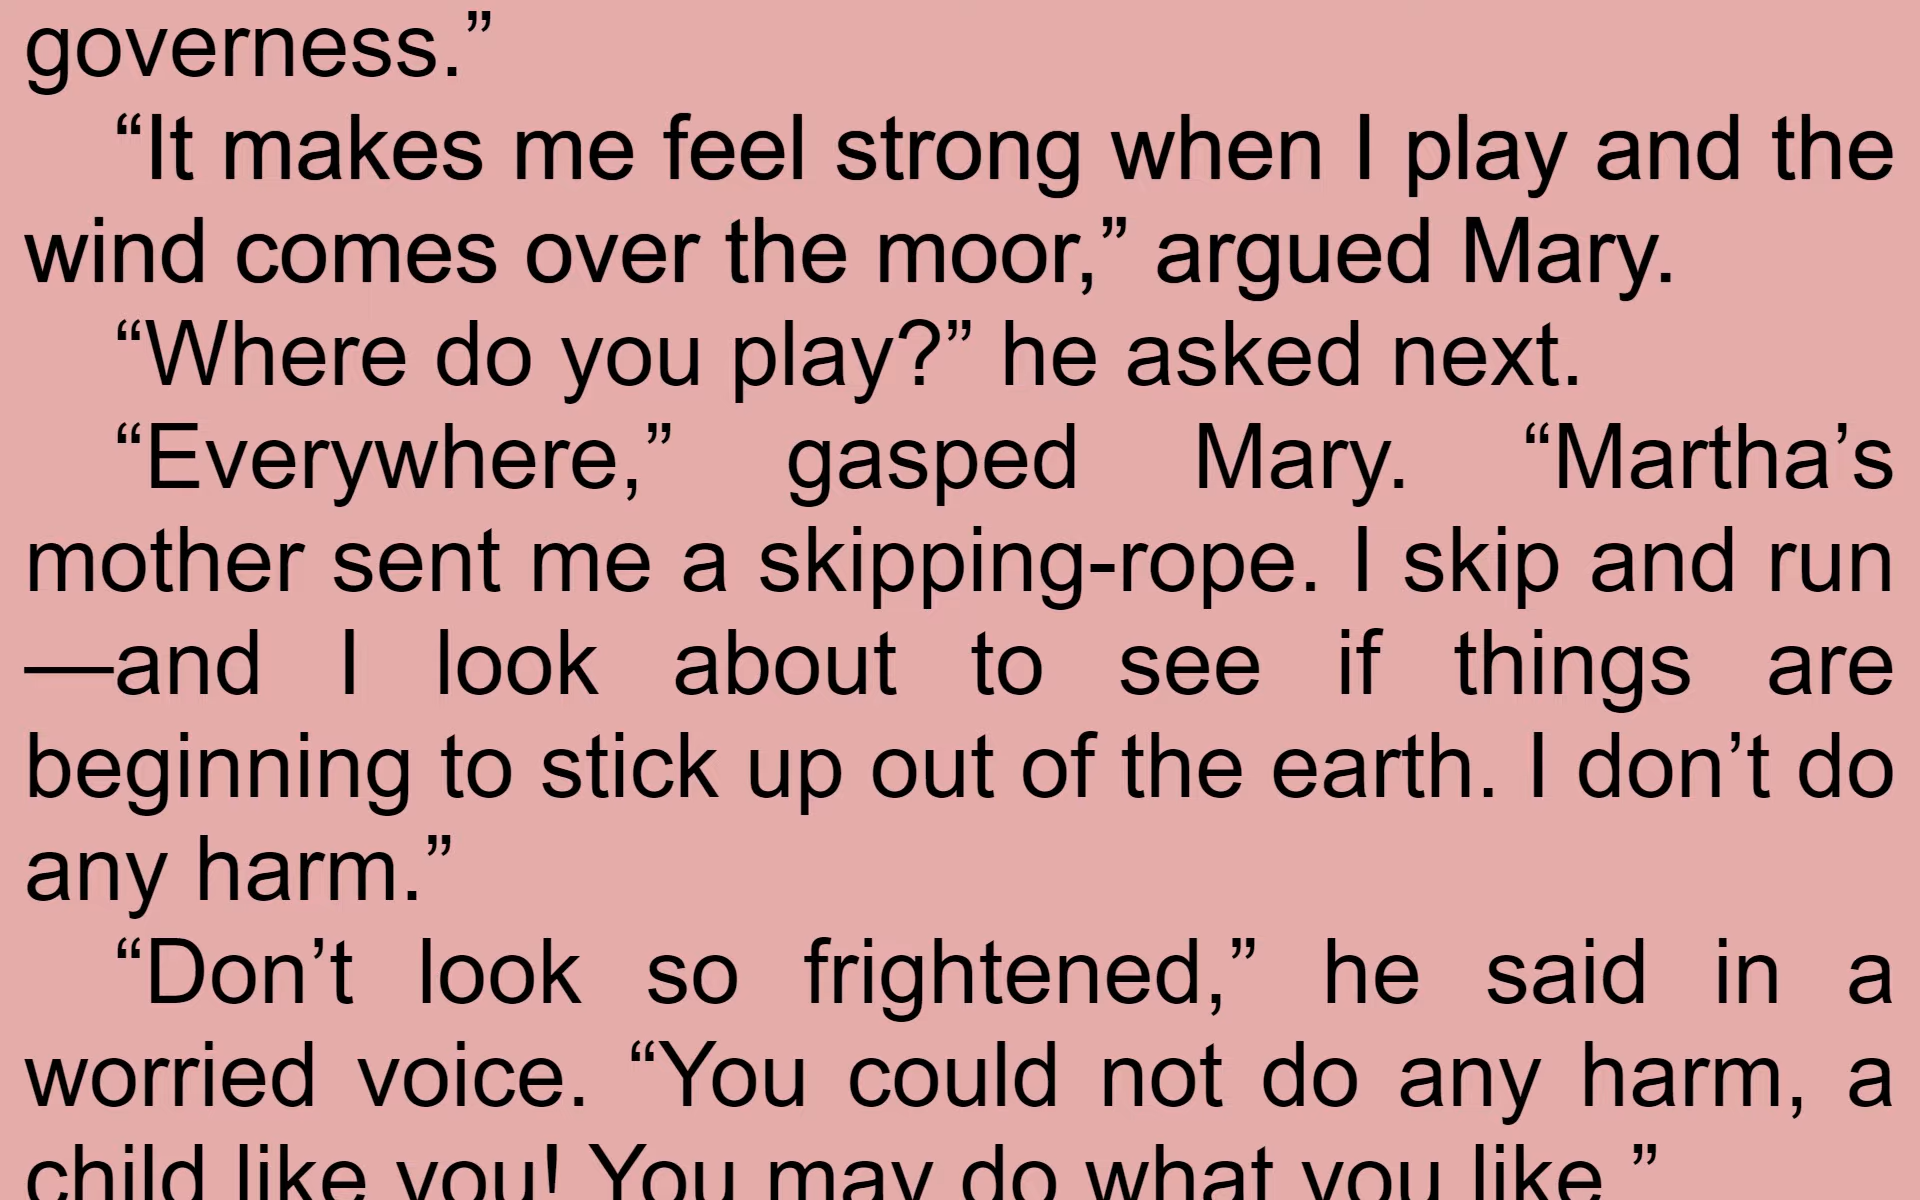 governess.”
“It makes me feel strong when I play and the
wind comes over the moor,” argued Mary.
“Where do you play?” he asked next.
“Everywhere,” gasped Mary. “Martha’s
mother sent me a skipping-rope. I skip and run
—and I look about to see if things are
beginning to stick up out of the earth. I don’t do
any harm.”
“Don’t look so frightened,” he said in a
worried voice. “You could not do any harm, a
child like you! You may do what you like.”